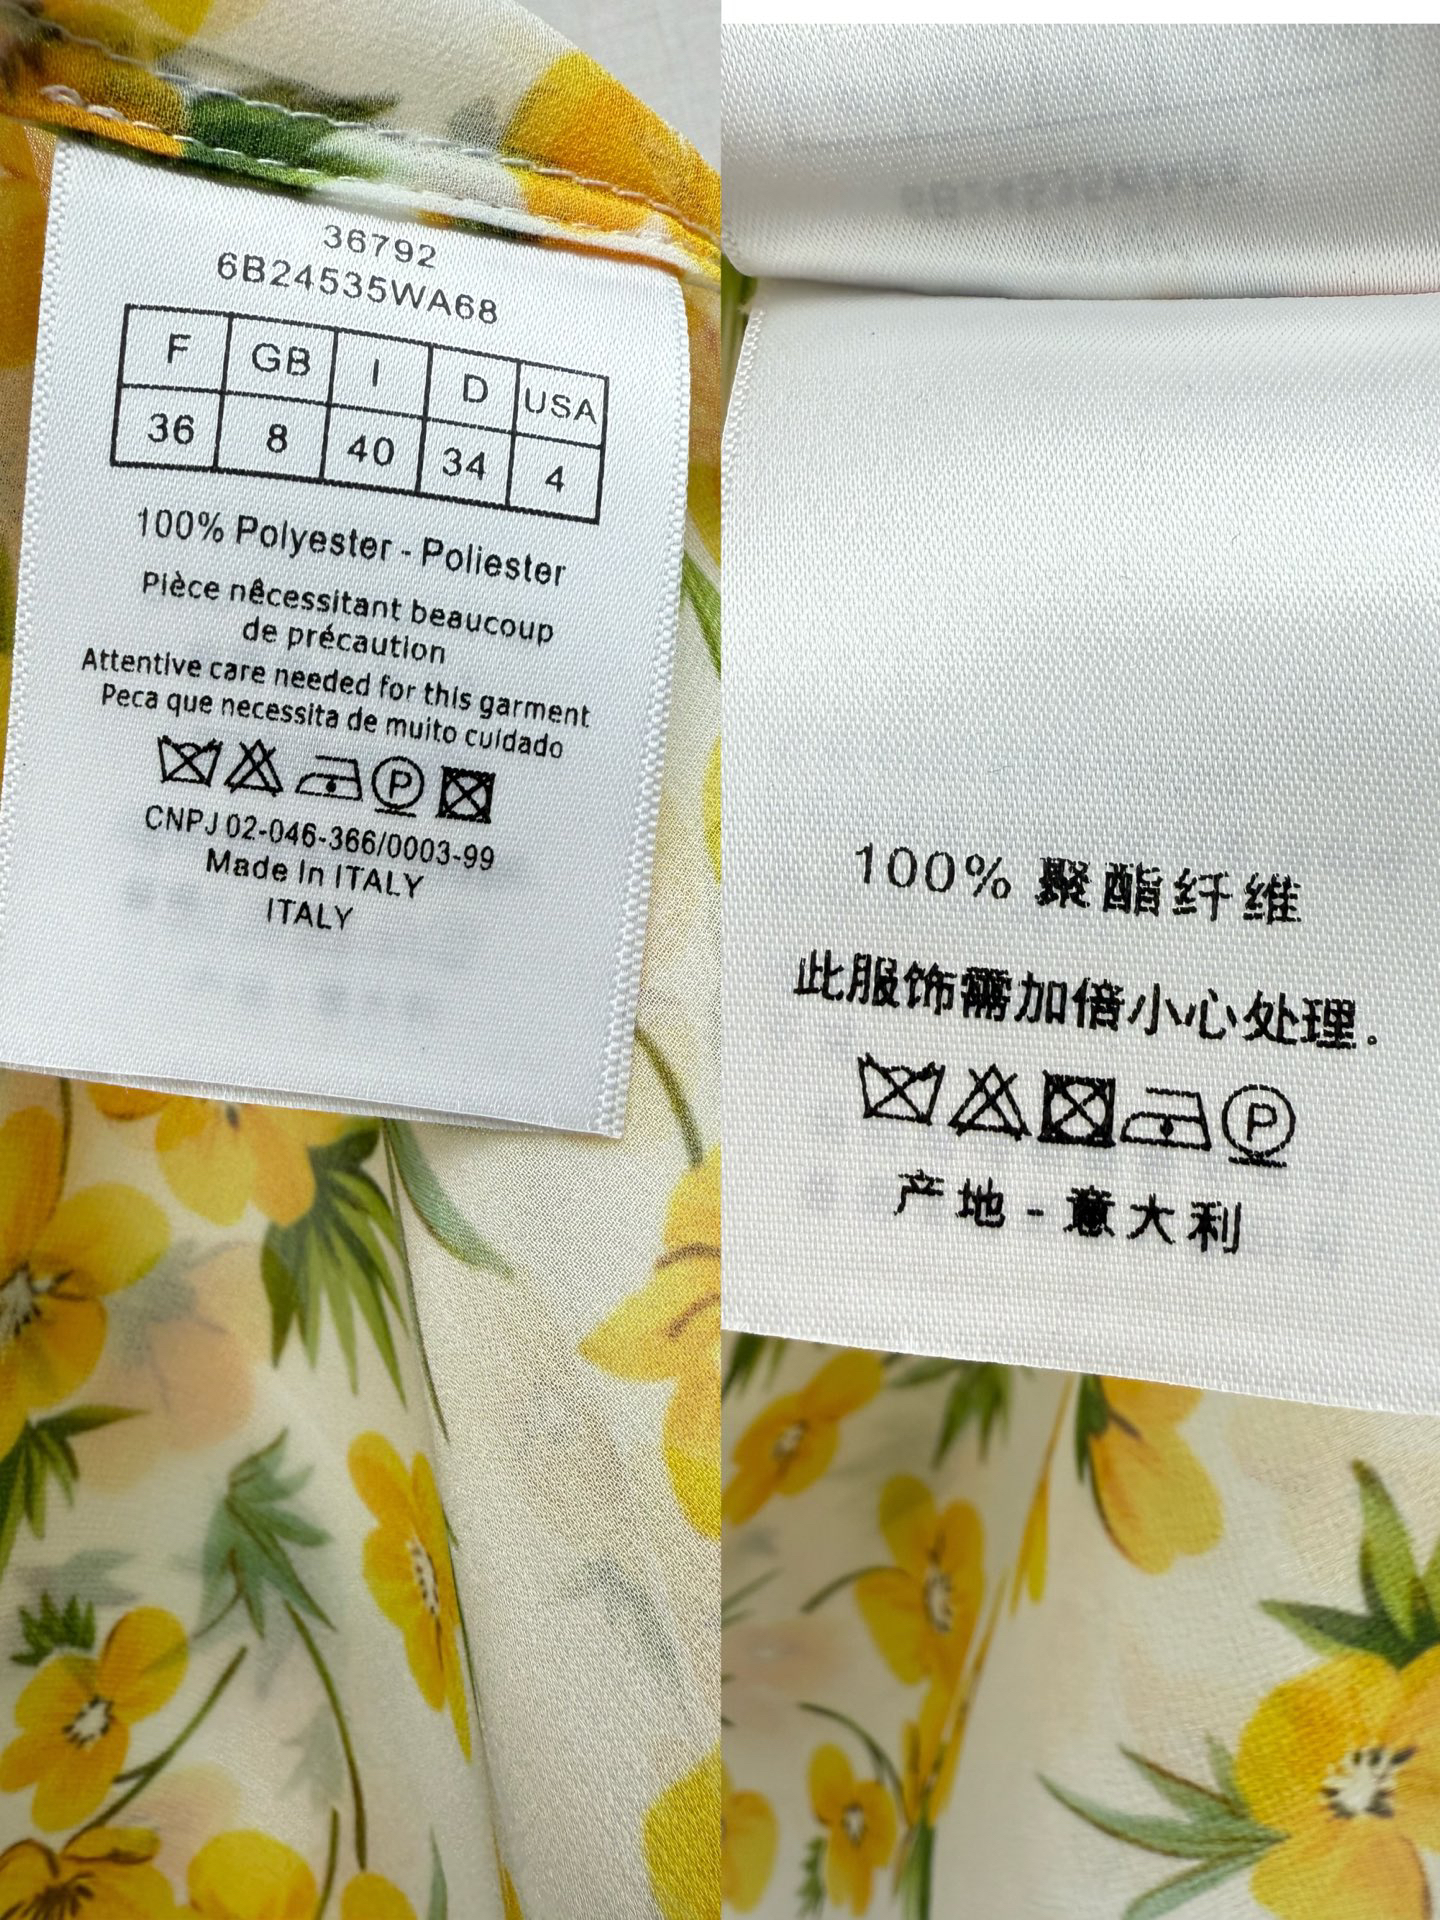 36792
6B24535WA68
F GB I D USA
36 8 40 34 4
100% Polyester - Poliester
Pièce nêcessitant beaucoup
de précaution
Attentive care needed for this garment
Peca que necessita de muito cuidado
P
CNPJ 02-046-366/0003-99
Made In ITALY
ITALY
100% 聚酯纤维
此服饰需加倍小心处理.
P
产地-意大利